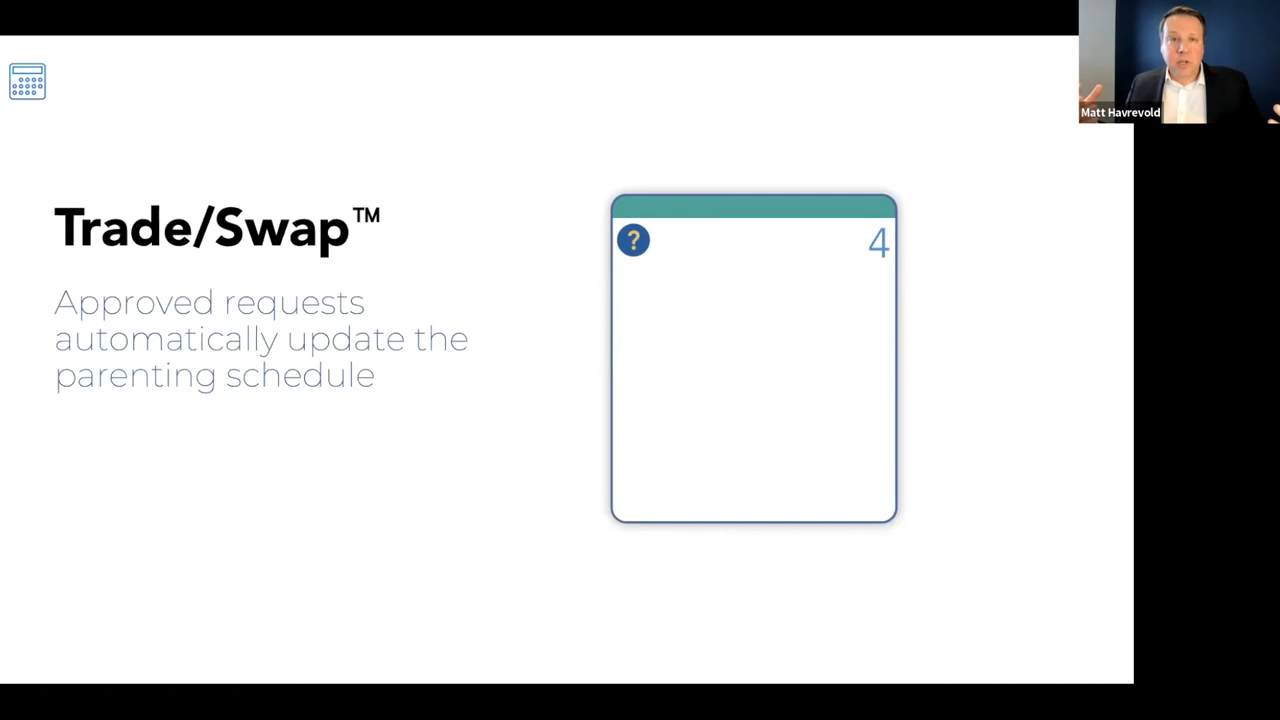 Matt Havrevold
Trade/Swap™
? 4
Approved requests
automatically update the
parenting schedule